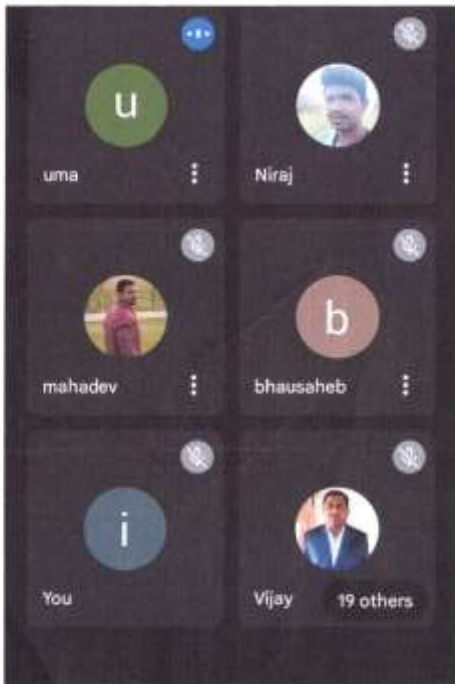 u
uma
Niraj
mahadev
b
bhausaheb
i
You
Vijay
19 others